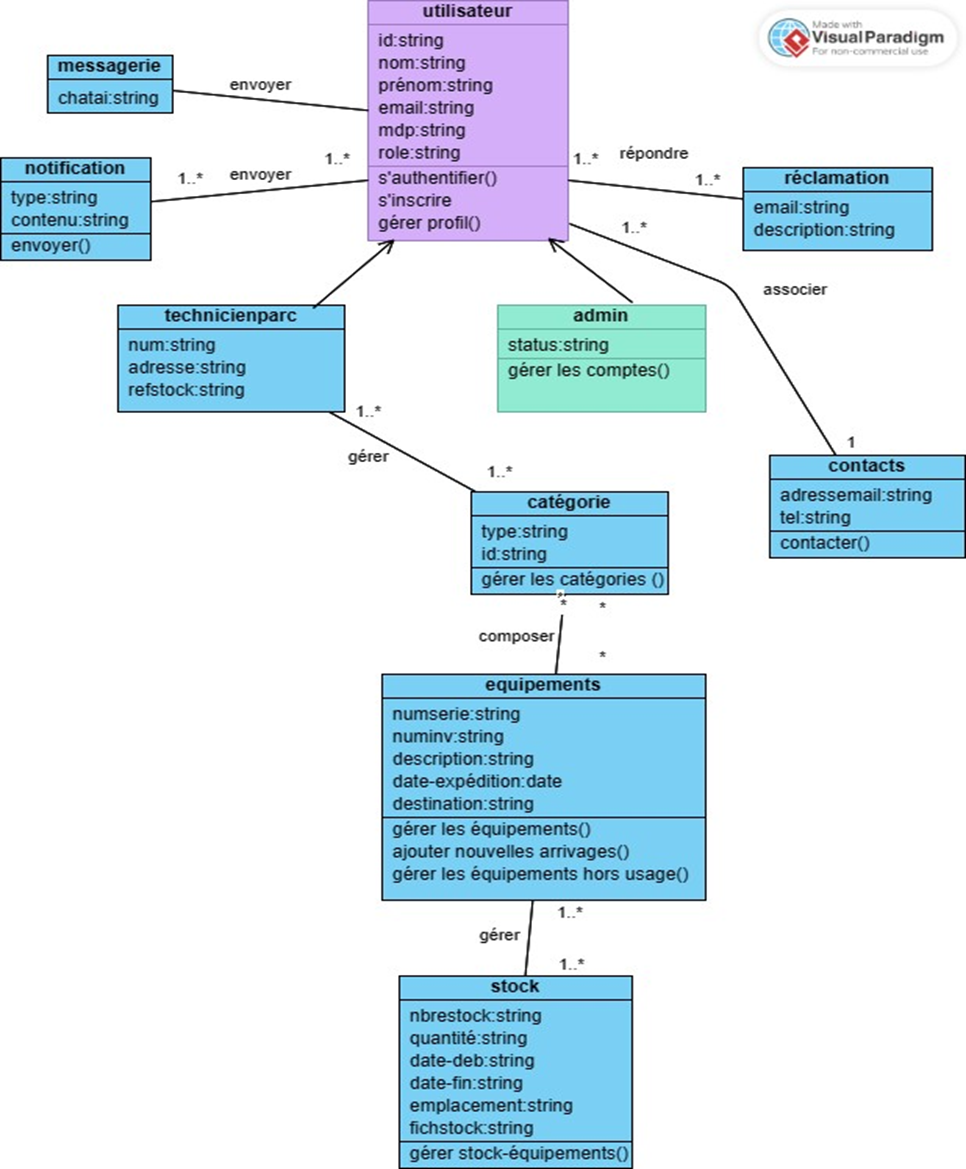 utilisateur
id:string
nom:string
prénom:string
email:string
mdp:string
role:string
s'authentifier()
s'inscrire
gérer profil()
Made with
Visual Paradigm
For non-commercial use
messagerie
chatai:string
envoyer
notification
type:string
contenu:string
envoyer()
1..*
envoyer
1..*
1..*
répondre
1..*
réclamation
email:string
description:string
1..*
associer
1
contacts
adressemail:string
tel:string
contacter()
technicienparc
num:string
adresse:string
refstock:string
admin
status:string
gérer les comptes()
1..*
gérer
1..*
catégorie
type:string
id:string
gérer les catégories ()
*
*
composer
*
equipements
numserie:string
numinv:string
description:string
date-expédition:date
destination:string
gérer les équipements()
ajouter nouvelles arrivages()
gérer les équipements hors usage()
1..*
gérer
1..*
stock
nbrestock:string
quantité:string
date-deb:string
date-fin:string
emplacement:string
fichstock:string
gérer stock-équipements()